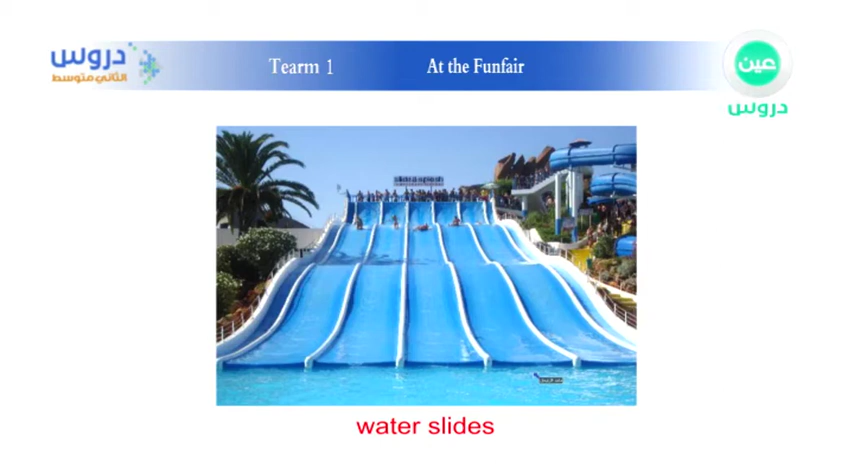 دروس
الثاني متوسط
Tearm 1
At the Funfair
عين
دروس
water slides